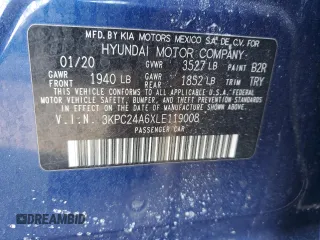 MFD. BY KIA MOTORS MEXICO S.A. DE C.V. FOR
HYUNDAI MOTOR COMPANY
01/20 GVWR 3527 LB PAINT B2R
GAWR FRONT 1940 LB GAWR REAR 1852 LB TRIM TRY
THIS VEHICLE CONFORMS TO ALL APPLICABLE
U.S.A. FEDERAL MOTOR VEHICLE SAFETY, BUMPER,
AND THEFT PREVENTION STANDARDS IN EFFECT ON
THE DATE OF MANUFACTURE SHOWN ABOVE.
V.I.N. 3KPC24A6XLE119008
PASSENGER CAR
DREAMBID